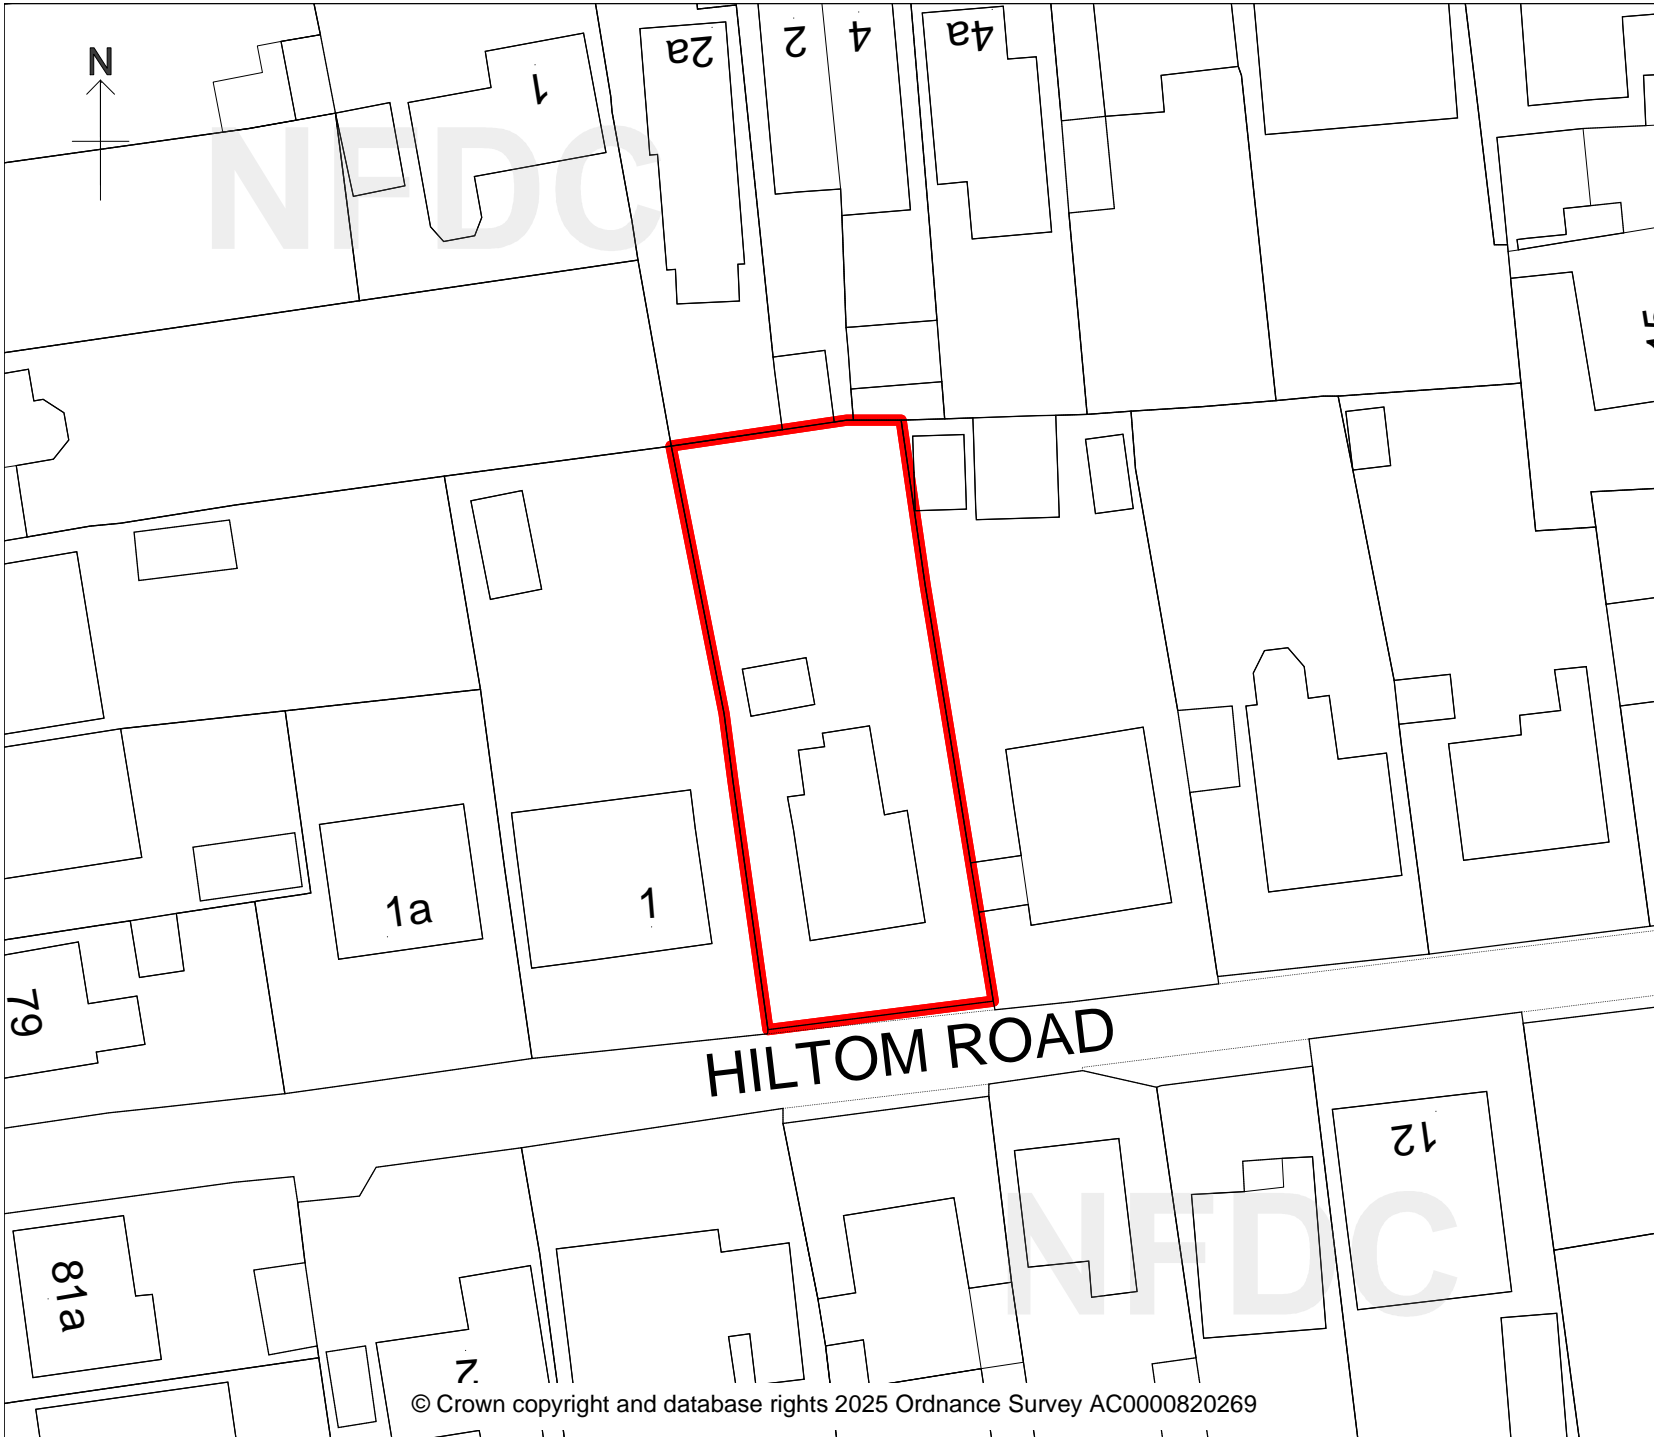 N
1
2a
2
4
4a
NFDC
1a
1
79
HILTOM ROAD
12
NFDC
81a
© Crown copyright and database rights 2025 Ordnance Survey AC0000820269